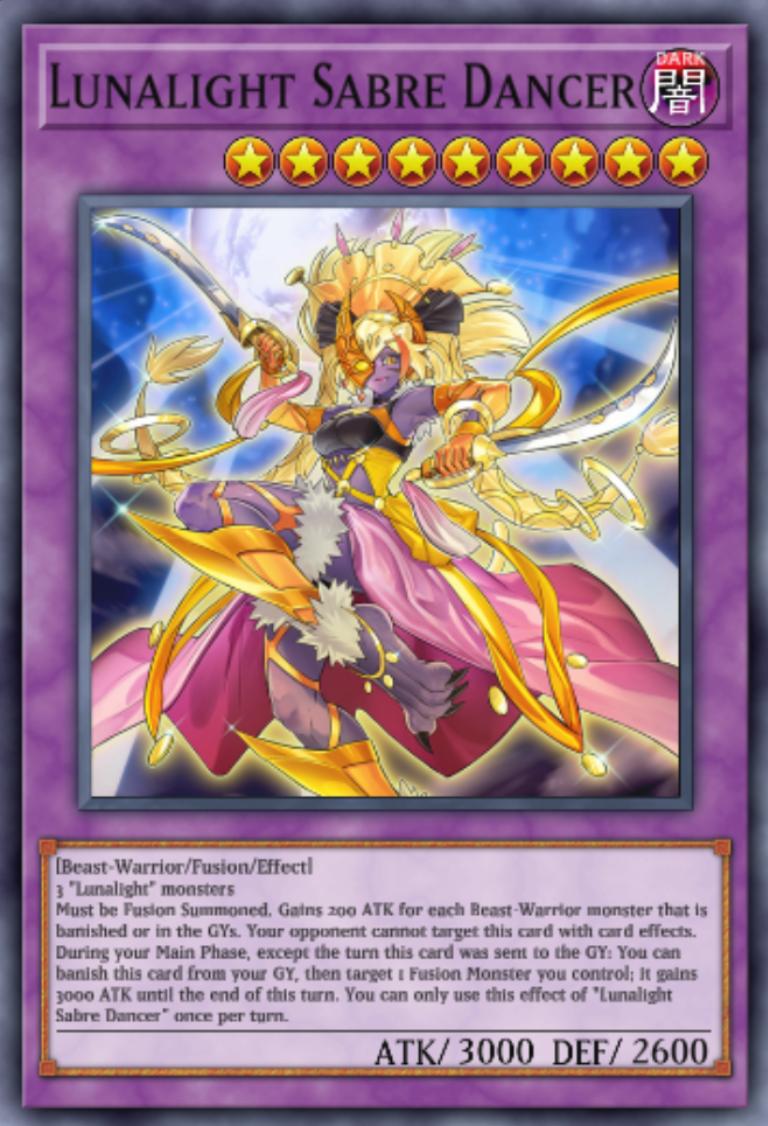 LUNALIGHT SABRE DANCER
DARK
闇
[Beast-Warrior/Fusion/Effect]
3 "Lunalight" monsters
Must be Fusion Summoned. Gains 200 ATK for each Beast-Warrior monster that is
banished or in the GYs. Your opponent cannot target this card with card effects.
During your Main Phase, except the turn this card was sent to the GY: You can
banish this card from your GY, then target 1 Fusion Monster you control; it gains
3000 ATK until the end of this turn. You can only use this effect of "Lunalight
Sabre Dancer" once per turn.
ATK/ 3000 DEF/ 2600